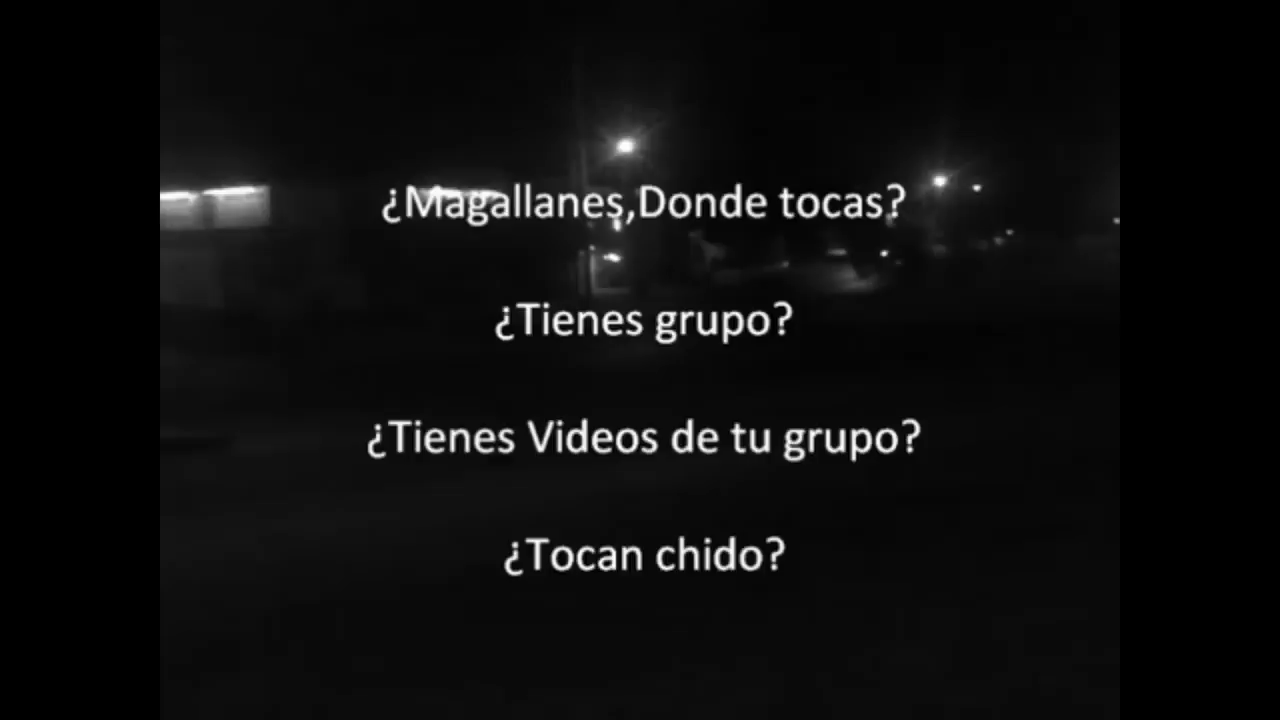 ¿Magallanes,Donde tocas?
¿Tienes grupo?
¿Tienes Videos de tu grupo?
¿Tocan chido?